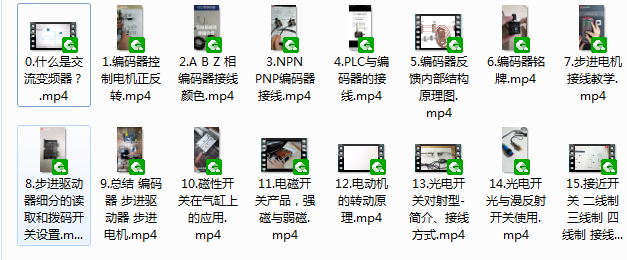 0.什么是交
流变频器？
.mp4
1.编码器控
制电机正反
转.mp4
2.A B Z 相
编码器接线
颜色.mp4
3.NPN
PNP编码器
接线.mp4
4.PLC与编
码器的接
线.mp4
5.编码器反
馈内部结构
原理图.
mp4
6.编码器铭
牌.mp4
7.步进电机
接线教学.
mp4
8.步进驱动
器细分的读
取和拨码开
关设置.m...
9.总结 编码
器 步进驱
动器 步进
电机.mp4
10.磁性开
关在气缸上
的应用.
mp4
11.电磁开
关产品，强
磁与弱磁.
mp4
12.电动机
的转动原
理.mp4
13.光电开
关对射型-
简介、接线
方式.mp4
14.光电开
光与漫反射
开关使用.
mp4
15.接近开
关 二线制
三线制 四
线制 接线...